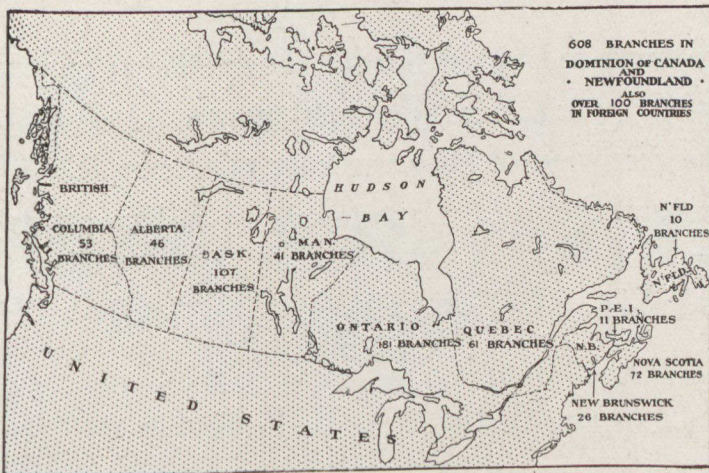 608 BRANCHES IN
DOMINION OF CANADA
AND
• NEWFOUNDLAND •
ALSO
OVER 100 BRANCHES
IN FOREIGN COUNTRIES
HUDSON
BAY
BRITISH
COLUMBIA
53
BRANCHES
ALBERTA
46
BRANCHES
SASK.
107
BRANCHES
MAN.
41 BRANCHES
ONTARIO
181 BRANCHES
QUEBEC
61 BRANCHES
N'FLD
10
BRANCHES
N'FLD.
P.E.I
11 BRANCHES
N.B.
NOVA SCOTIA
72 BRANCHES
NEW BRUNSWICK
26 BRANCHES
UNITED STATES